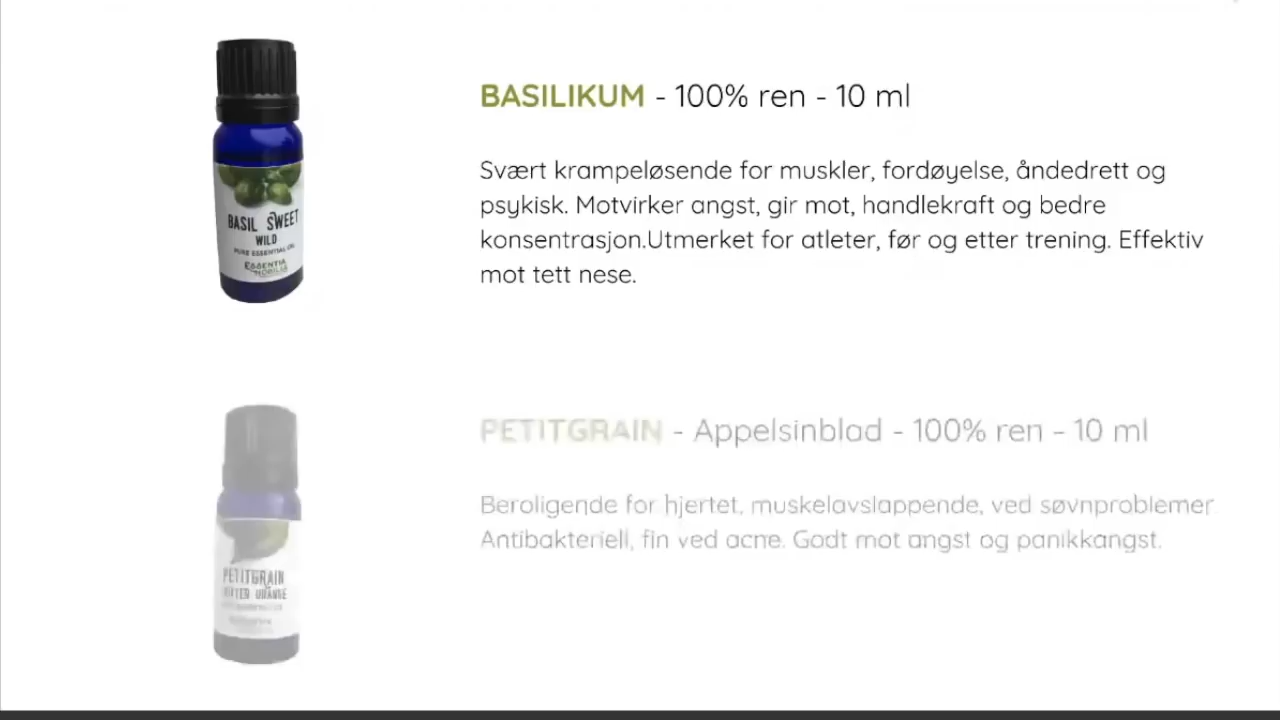 BASILIKUM - 100% ren - 10 ml
Svært krampeløsende for muskler, fordøyelse, åndedrett og
psykisk. Motvirker angst, gir mot, handlekraft og bedre
konsentrasjon.Utmerket for atleter, før og etter trening. Effektiv
mot tett nese.
BASIL SWEET
WILD
PURE ESSENTIAL OIL
ESSENTIA
NOBILIS
PETITGRAIN - Appelsinblad - 100% ren - 10 ml
Beroligende for hjertet, muskelavslappende, ved søvnproblemer.
Antibakteriell, fin ved acne. Godt mot angst og panikkangst.
PETITGRAIN
BITTER ORANGE